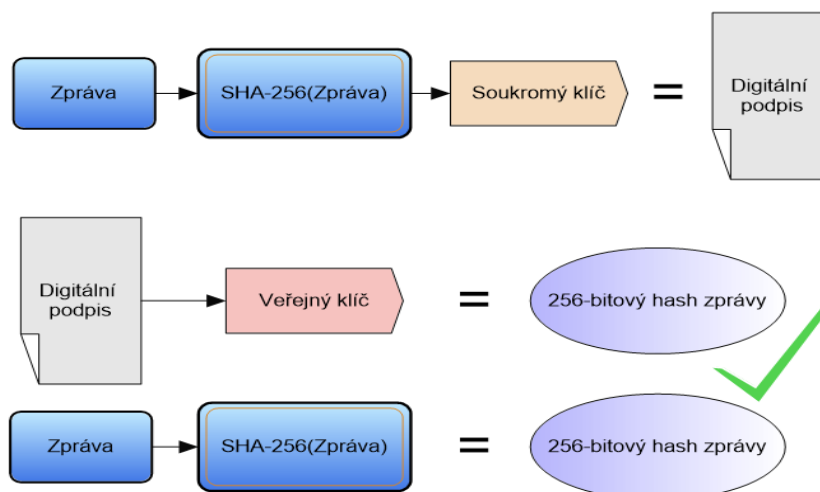 Zpráva
SHA-256(Zpráva)
Soukromý klíč
=
Digitální
podpis
Digitální
podpis
Veřejný klíč
=
256-bitový hash zprávy
Zpráva
SHA-256(Zpráva)
=
256-bitový hash zprávy